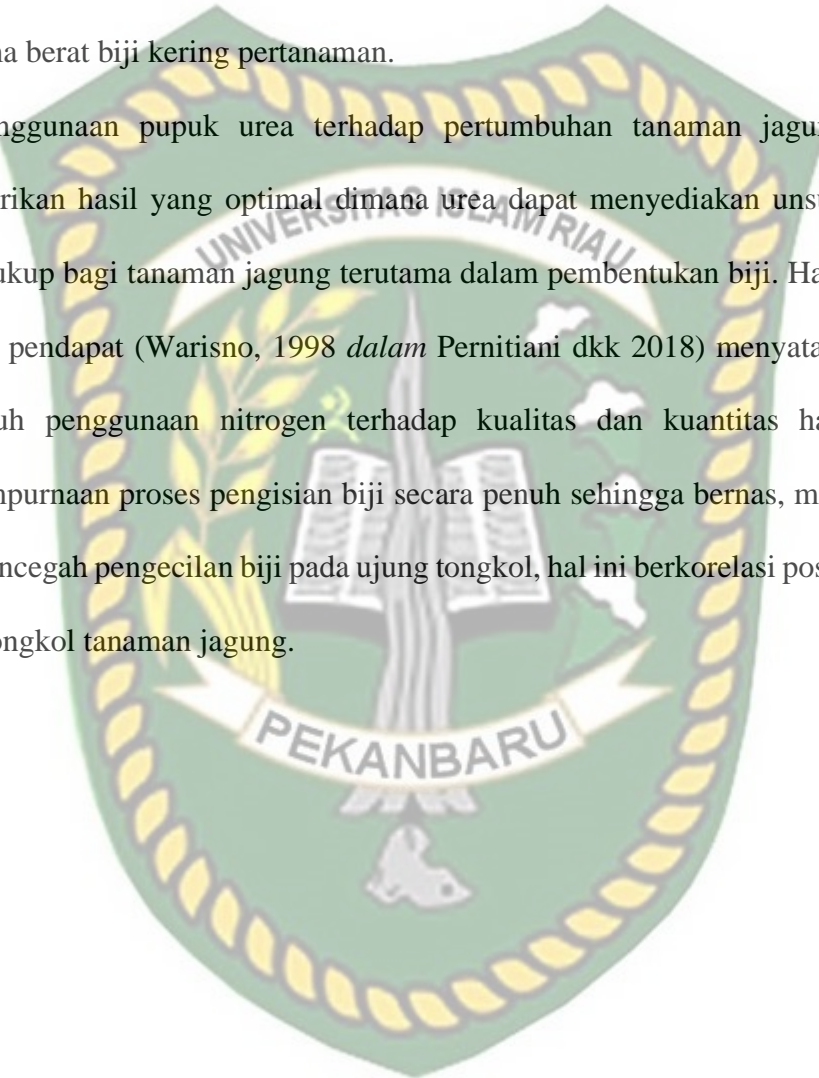 na berat biji kering pertanaman.
nggunaan pupuk urea terhadap pertumbuhan tanaman jagu
rikan hasil yang optimal dimana urea dapat menyediakan uns
ukup bagi tanaman jagung terutama dalam pembentukan biji. Ha
pendapat (Warisno, 1998 dalam Pernitiani dkk 2018) menyata
uh penggunaan nitrogen terhadap kualitas dan kuantitas ha
npurnaan proses pengisian biji secara penuh sehingga bernas, m
ncegah pengecilan biji pada ujung tongkol, hal ini berkorelasi pos
ongkol tanaman jagung.
UNIVERSITAS ISLAM RIAU
PEKANBARU